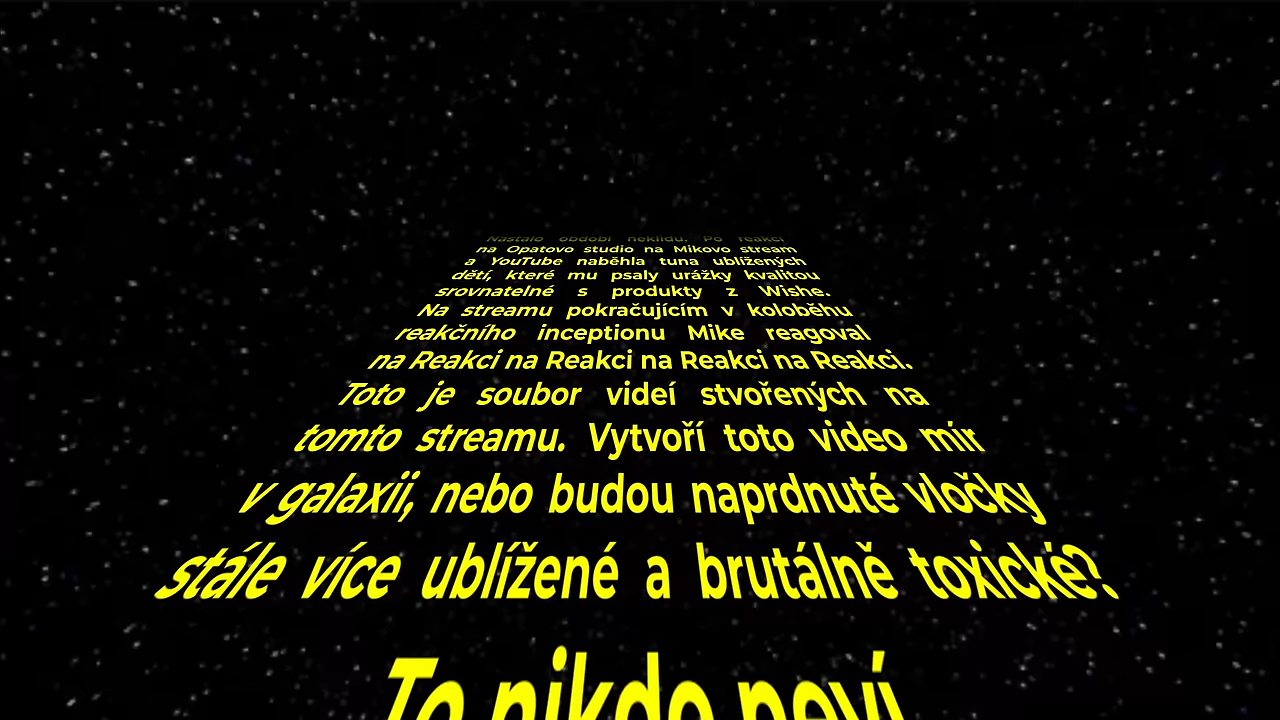 Nastalo období neklidu. Po reakci
na Opatovo studio na Mikovo stream
a YouTube naběhla tuna ublížených
dětí, které mu psaly urážky kvalitou
srovnatelné s produkty z Wishe.
Na streamu pokračujícím v koloběhu
reakčního inceptionu Mike reagoval
na Reakci na Reakci na Reakci na Reakci.
Toto je soubor videí stvořených na
tomto streamu. Vytvoří toto video mír
v galaxii, nebo budou naprdnuté vločky
stále více ublížené a brutálně toxické?
To nikdo neví